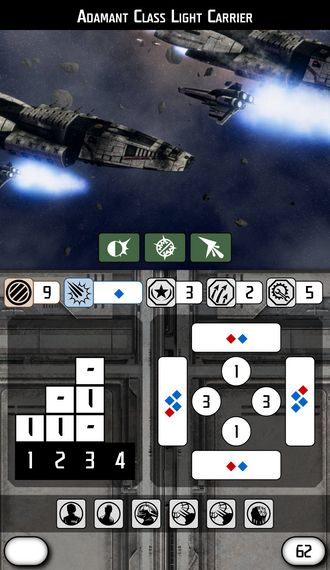 ADAMANT CLASS LIGHT CARRIER
9 3 2 5
1
3 3
1
-
- I
I I -
1 2 3 4
62